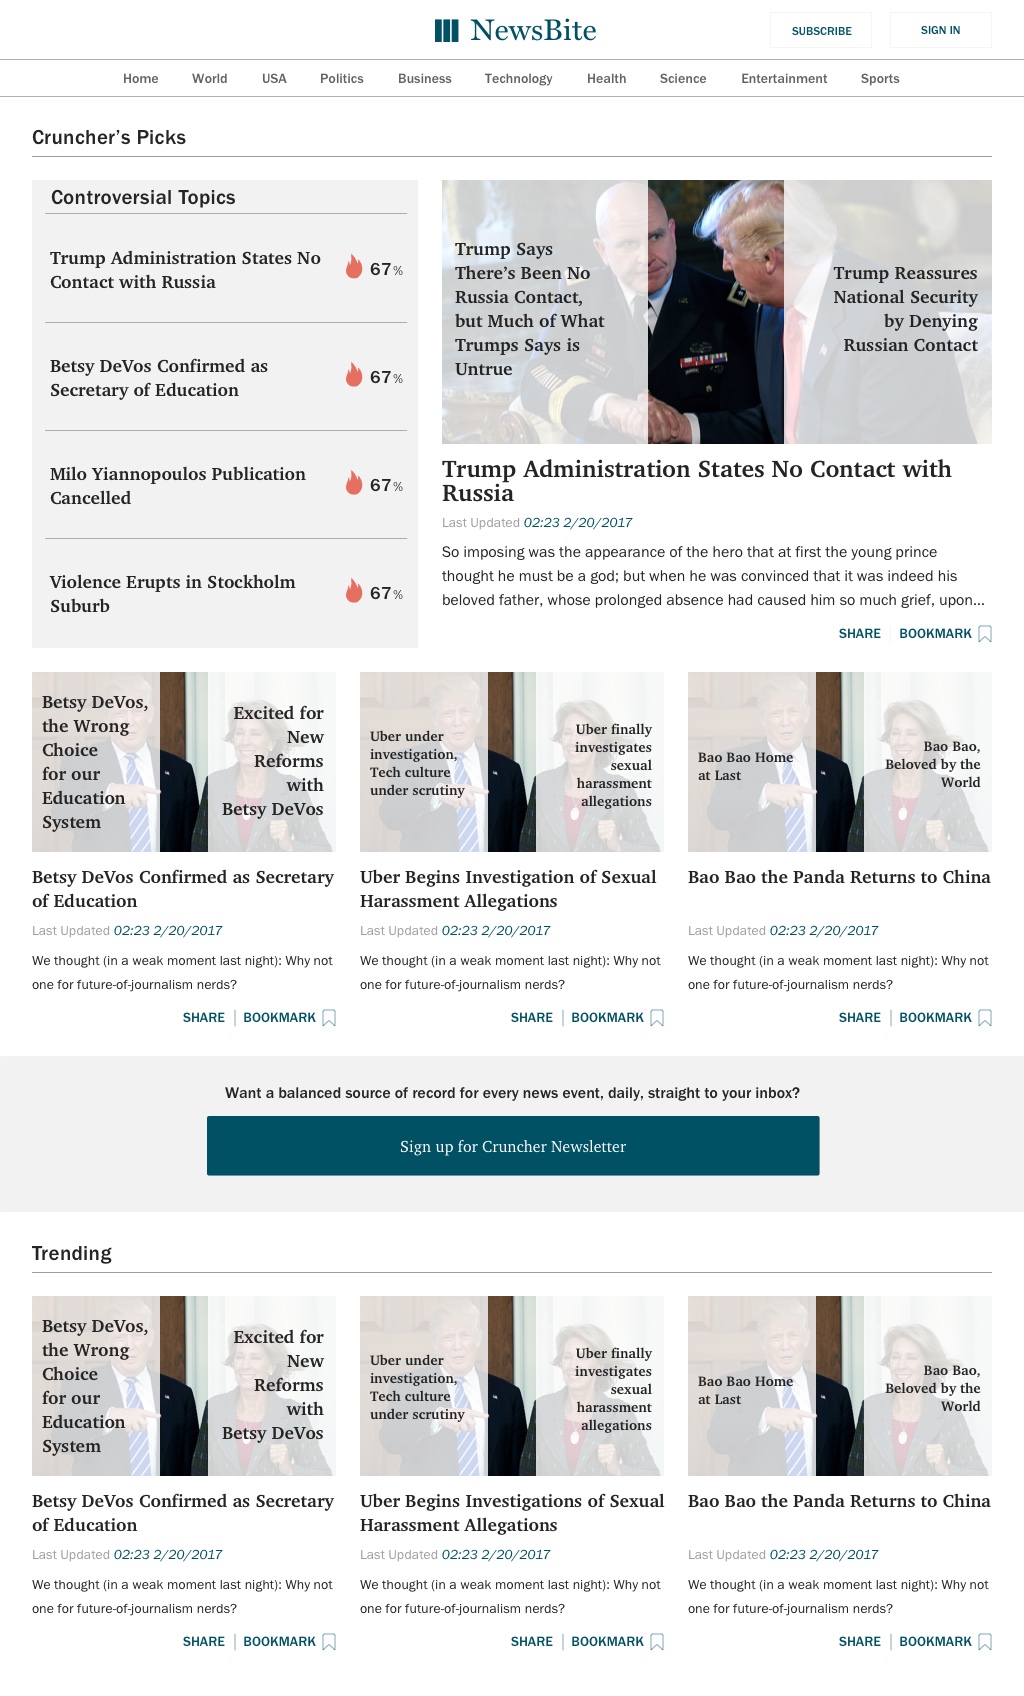 NewsBite
SUBSCRIBE
SIGN IN
Home
World
USA
Politics
Business
Technology
Health
Science
Entertainment
Sports
Cruncher’s Picks
Controversial Topics
Trump Administration States No
Contact with Russia
67%
Betsy DeVos Confirmed as
Secretary of Education
67%
Milo Yiannopoulos Publication
Cancelled
67%
Violence Erupts in Stockholm
Suburb
67%
Trump Says
There’s Been No
Russia Contact,
but Much of What
Trumps Says is
Untrue
Trump Reassures
National Security
by Denying
Russian Contact
Trump Administration States No Contact with
Russia
Last Updated 02:23 2/20/2017
So imposing was the appearance of the hero that at first the young prince
thought he must be a god; but when he was convinced that it was indeed his
beloved father, whose prolonged absence had caused him so much grief, upon...
SHARE
BOOKMARK
Betsy DeVos,
the Wrong
Choice
for our
Education
System
Excited for
New
Reforms
with
Betsy DeVos
Betsy DeVos Confirmed as Secretary
of Education
Last Updated 02:23 2/20/2017
We thought (in a weak moment last night): Why not
one for future-of-journalism nerds?
SHARE
BOOKMARK
Uber under
investigation,
Tech culture
under scrutiny
Uber finally
investigates
sexual
harassment
allegations
Uber Begins Investigation of Sexual
Harassment Allegations
Last Updated 02:23 2/20/2017
We thought (in a weak moment last night): Why not
one for future-of-journalism nerds?
SHARE
BOOKMARK
Bao Bao Home
at Last
Bao Bao,
Beloved by the
World
Bao Bao the Panda Returns to China
Last Updated 02:23 2/20/2017
We thought (in a weak moment last night): Why not
one for future-of-journalism nerds?
SHARE
BOOKMARK
Want a balanced source of record for every news event, daily, straight to your inbox?
Sign up for Cruncher Newsletter
Trending
Betsy DeVos,
the Wrong
Choice
for our
Education
System
Excited for
New
Reforms
with
Betsy DeVos
Betsy DeVos Confirmed as Secretary
of Education
Last Updated 02:23 2/20/2017
We thought (in a weak moment last night): Why not
one for future-of-journalism nerds?
SHARE
BOOKMARK
Uber under
investigation,
Tech culture
under scrutiny
Uber finally
investigates
sexual
harassment
allegations
Uber Begins Investigations of Sexual
Harassment Allegations
Last Updated 02:23 2/20/2017
We thought (in a weak moment last night): Why not
one for future-of-journalism nerds?
SHARE
BOOKMARK
Bao Bao Home
at Last
Bao Bao,
Beloved by the
World
Bao Bao the Panda Returns to China
Last Updated 02:23 2/20/2017
We thought (in a weak moment last night): Why not
one for future-of-journalism nerds?
SHARE
BOOKMARK